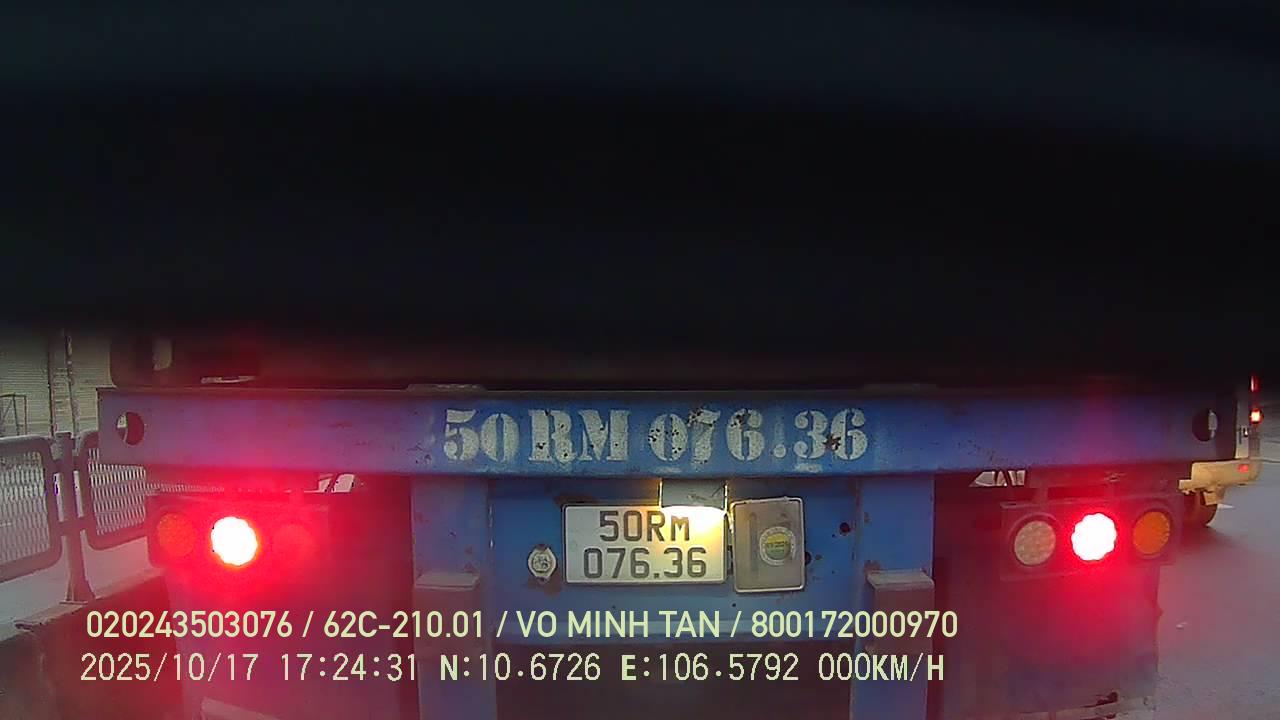 50RM 076.36
50RM
076.36
020243503076 / 62C-210.01 / VO MINH TAN / 800172000970
2025/10/17 17:24:31 N:10.6726 E:106.5792 000KM/H